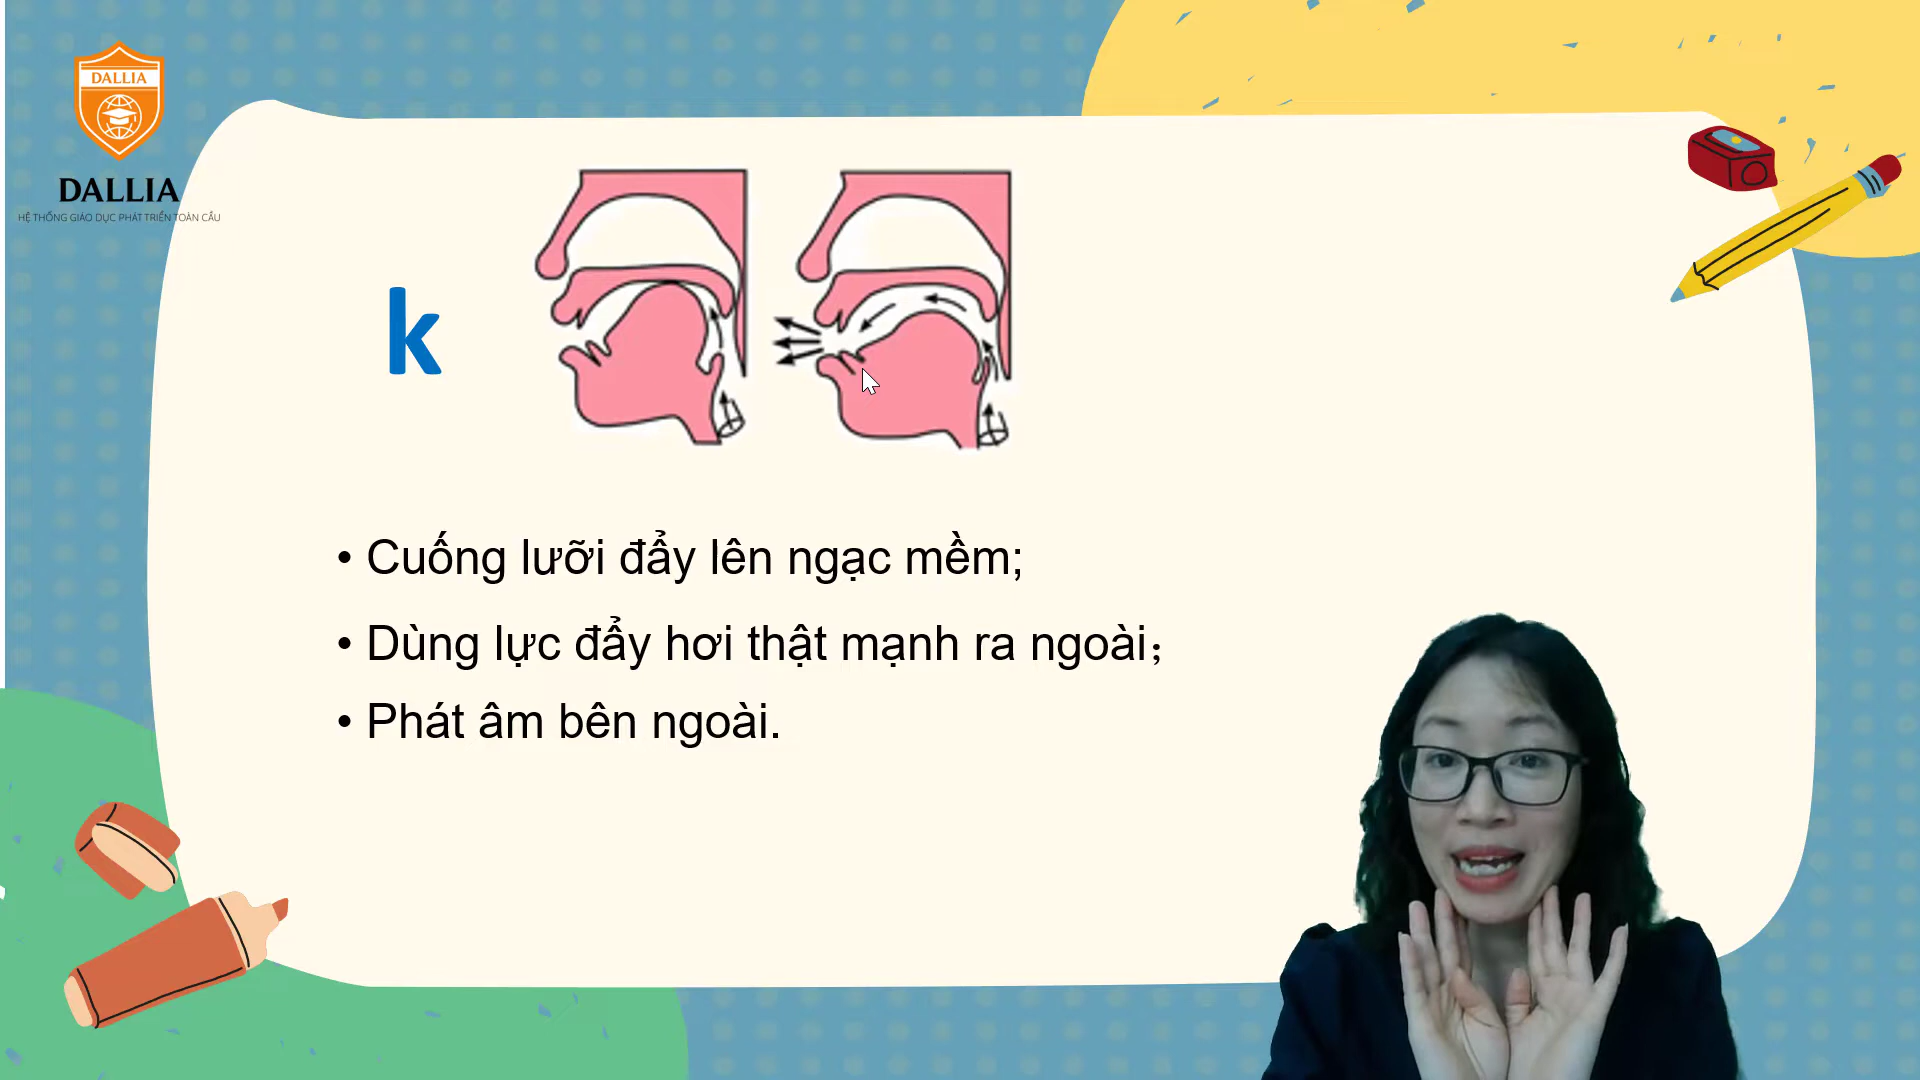 DALLIA
DALLIA
HỆ THỐNG GIÁO DỤC PHÁT TRIỂN TOÀN CẦU
k
• Cuống lưỡi đẩy lên ngạc mềm;
• Dùng lực đẩy hơi thật mạnh ra ngoài；
• Phát âm bên ngoài.